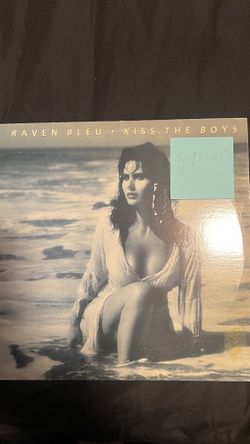 RAVEN BLEU • KISS THE BOYS
$10.00